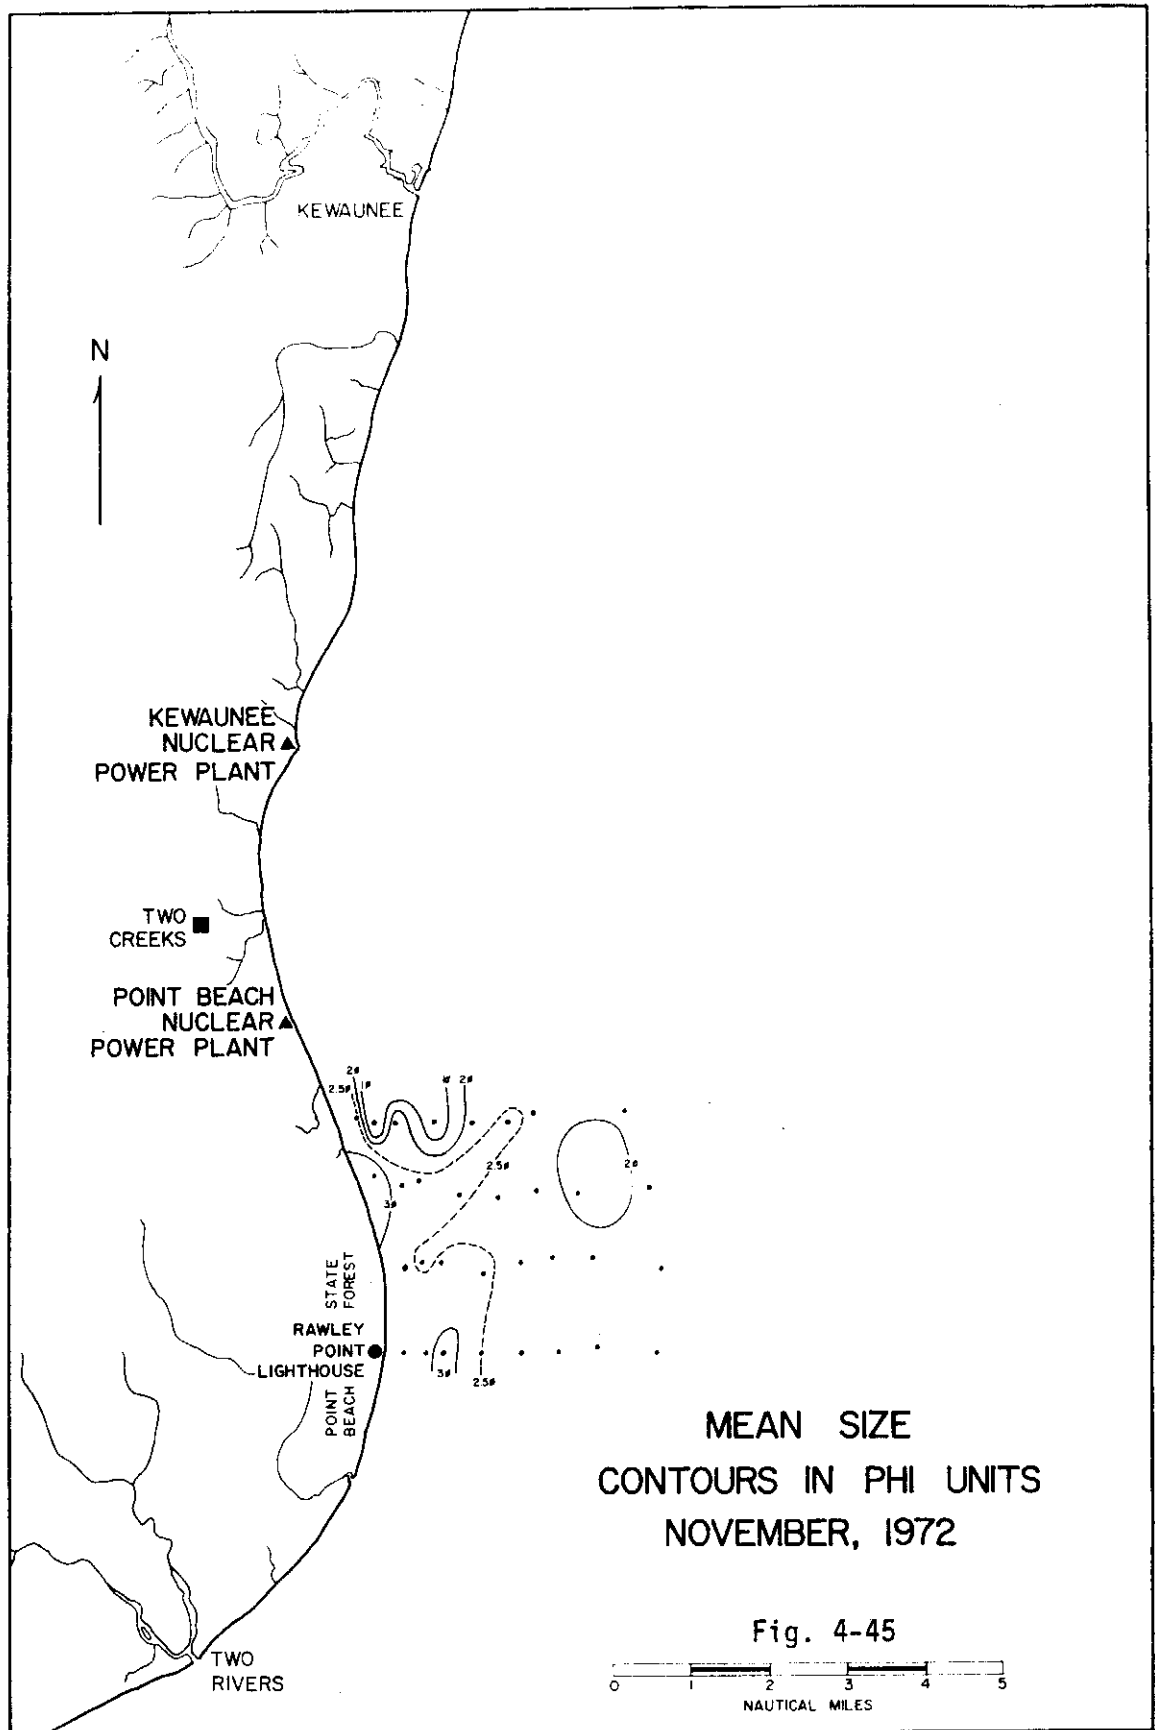 KEWAUNEE
N
KEWAUNEE
NUCLEAR
POWER PLANT
TWO
CREEKS
POINT BEACH
NUCLEAR
POWER PLANT
2ø
2.5ø
1ø
1ø
2ø
2.5ø
2ø
3ø
STATE
FOREST
RAWLEY
POINT
LIGHTHOUSE
POINT
BEACH
3ø
2.5ø
MEAN SIZE
CONTOURS IN PHI UNITS
NOVEMBER, 1972
Fig. 4-45
0 1 2 3 4 5
NAUTICAL MILES
TWO
RIVERS